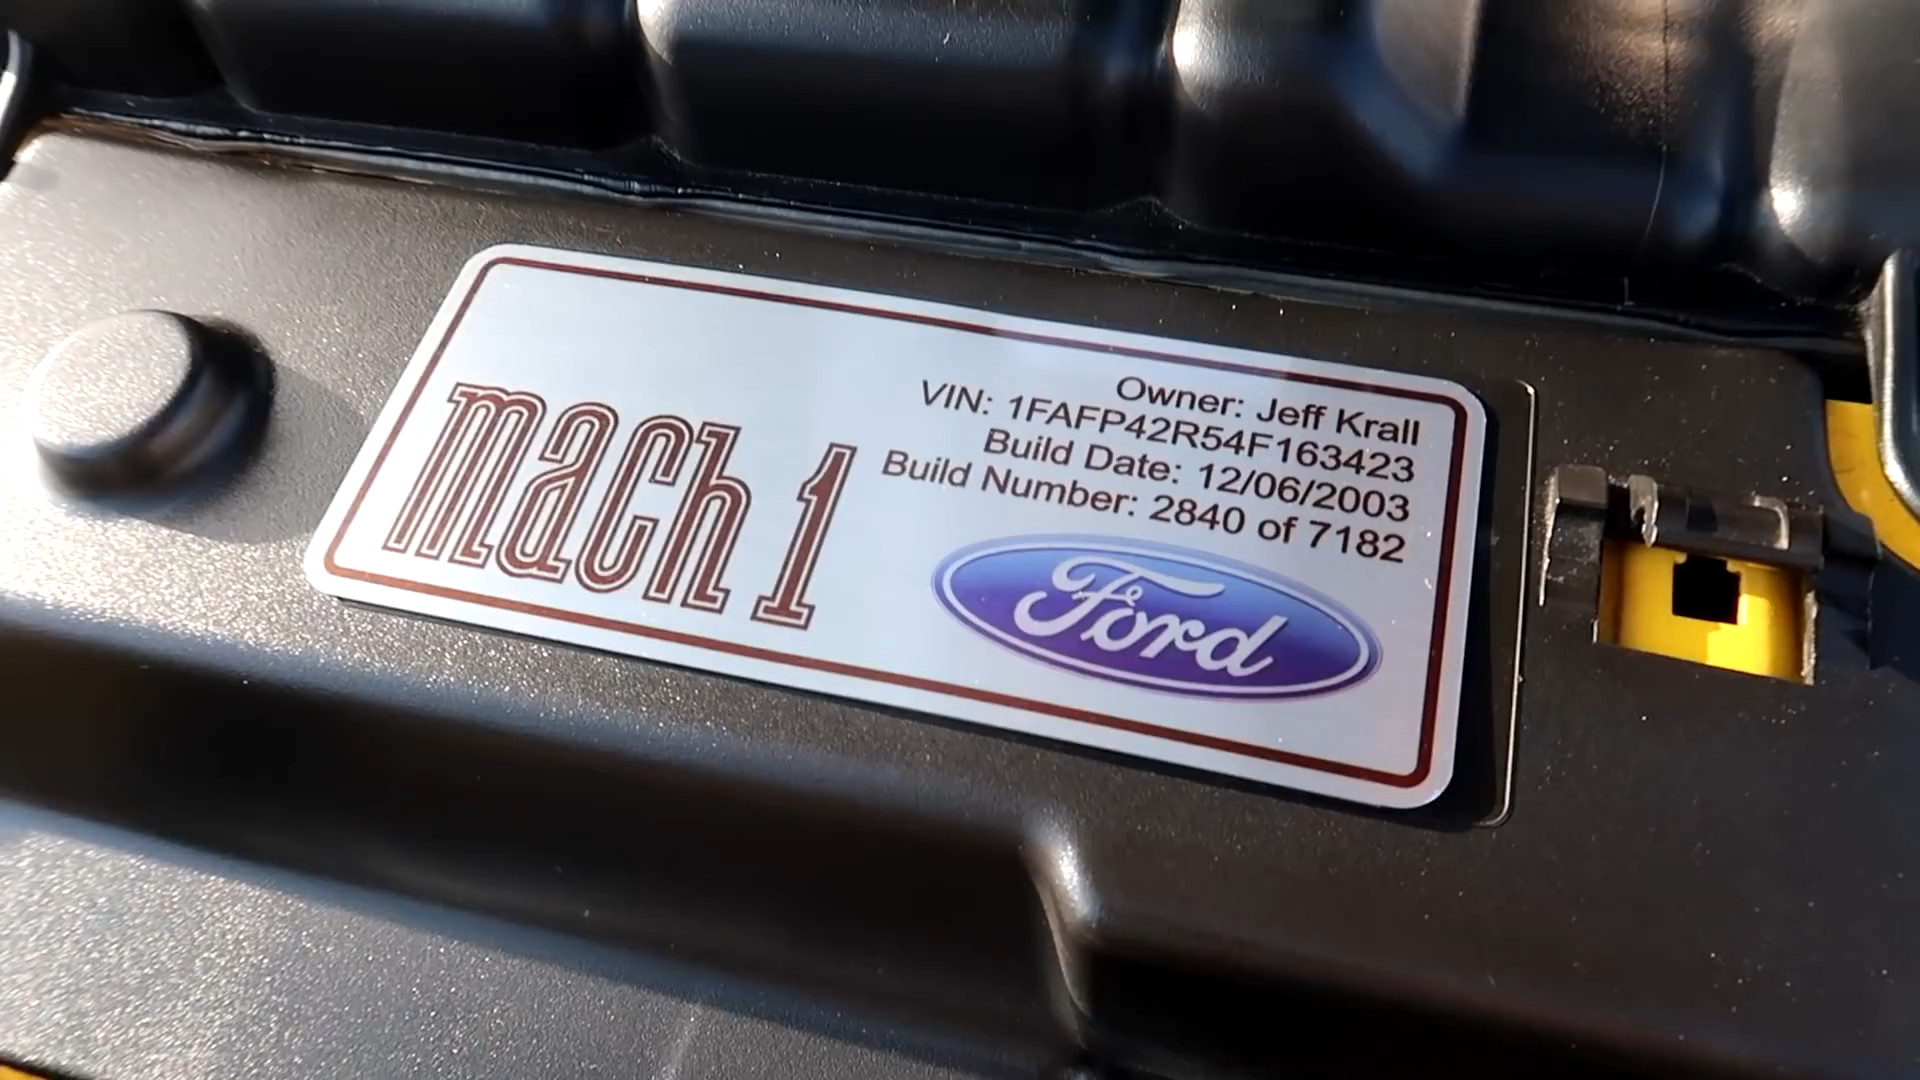 mach 1
Owner: Jeff Krall
VIN: 1FAFP42R54F163423
Build Date: 12/06/2003
Build Number: 2840 of 7182
Ford